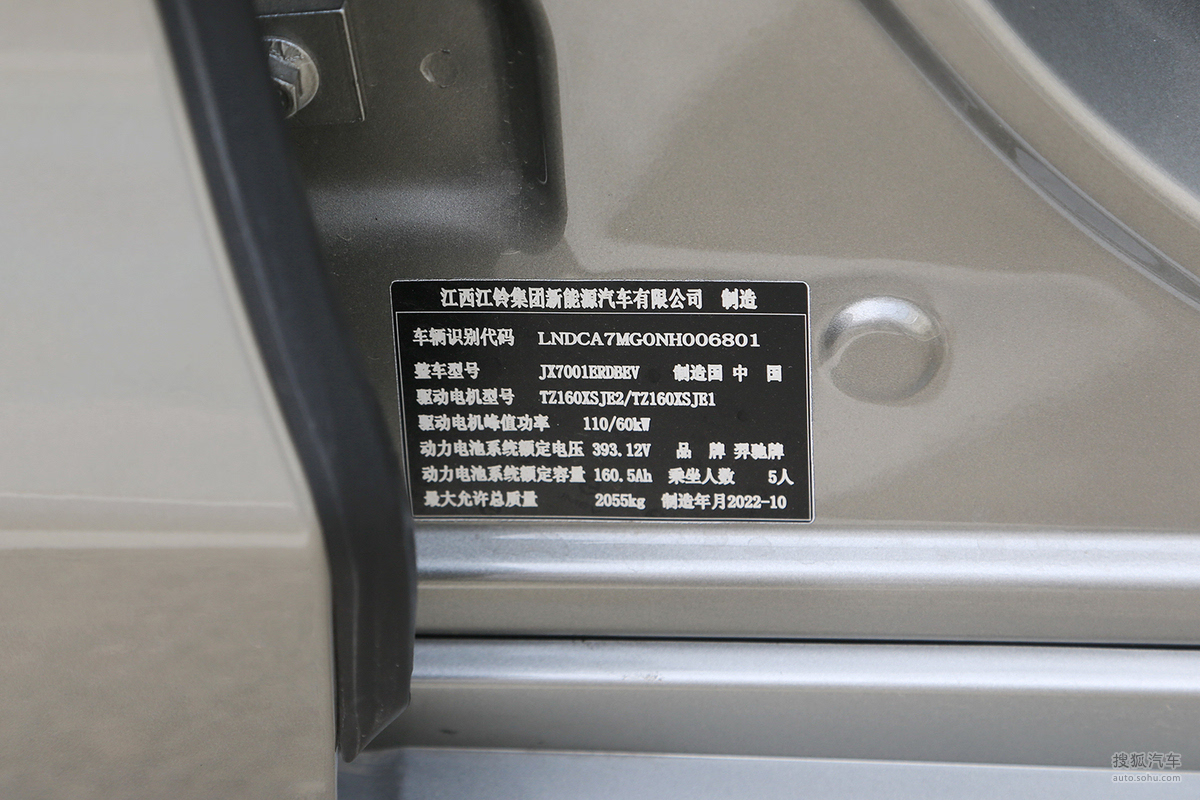 江西江铃集团新能源汽车有限公司 制造
车辆识别代码 LNDCA7MG0NH006801
整车型号 JX7001ERDBEV 制造国 中 国
驱动电机型号 TZ160XSJE2/TZ160XSJE1
驱动电机峰值功率 110/60kW
动力电池系统额定电压 393.12V 品 牌 羿驰牌
动力电池系统额定容量 160.5Ah 乘坐人数 5人
最大允许总质量 2055kg 制造年月2022-10
搜狐汽车
auto.sohu.com